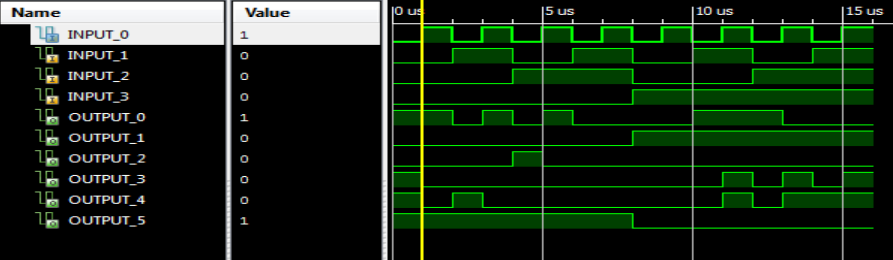 Name Value 0 us 5 us 10 us 15 us
INPUT_0 1
INPUT_1 0
INPUT_2 0
INPUT_3 0
OUTPUT_0 1
OUTPUT_1 0
OUTPUT_2 0
OUTPUT_3 0
OUTPUT_4 0
OUTPUT_5 1